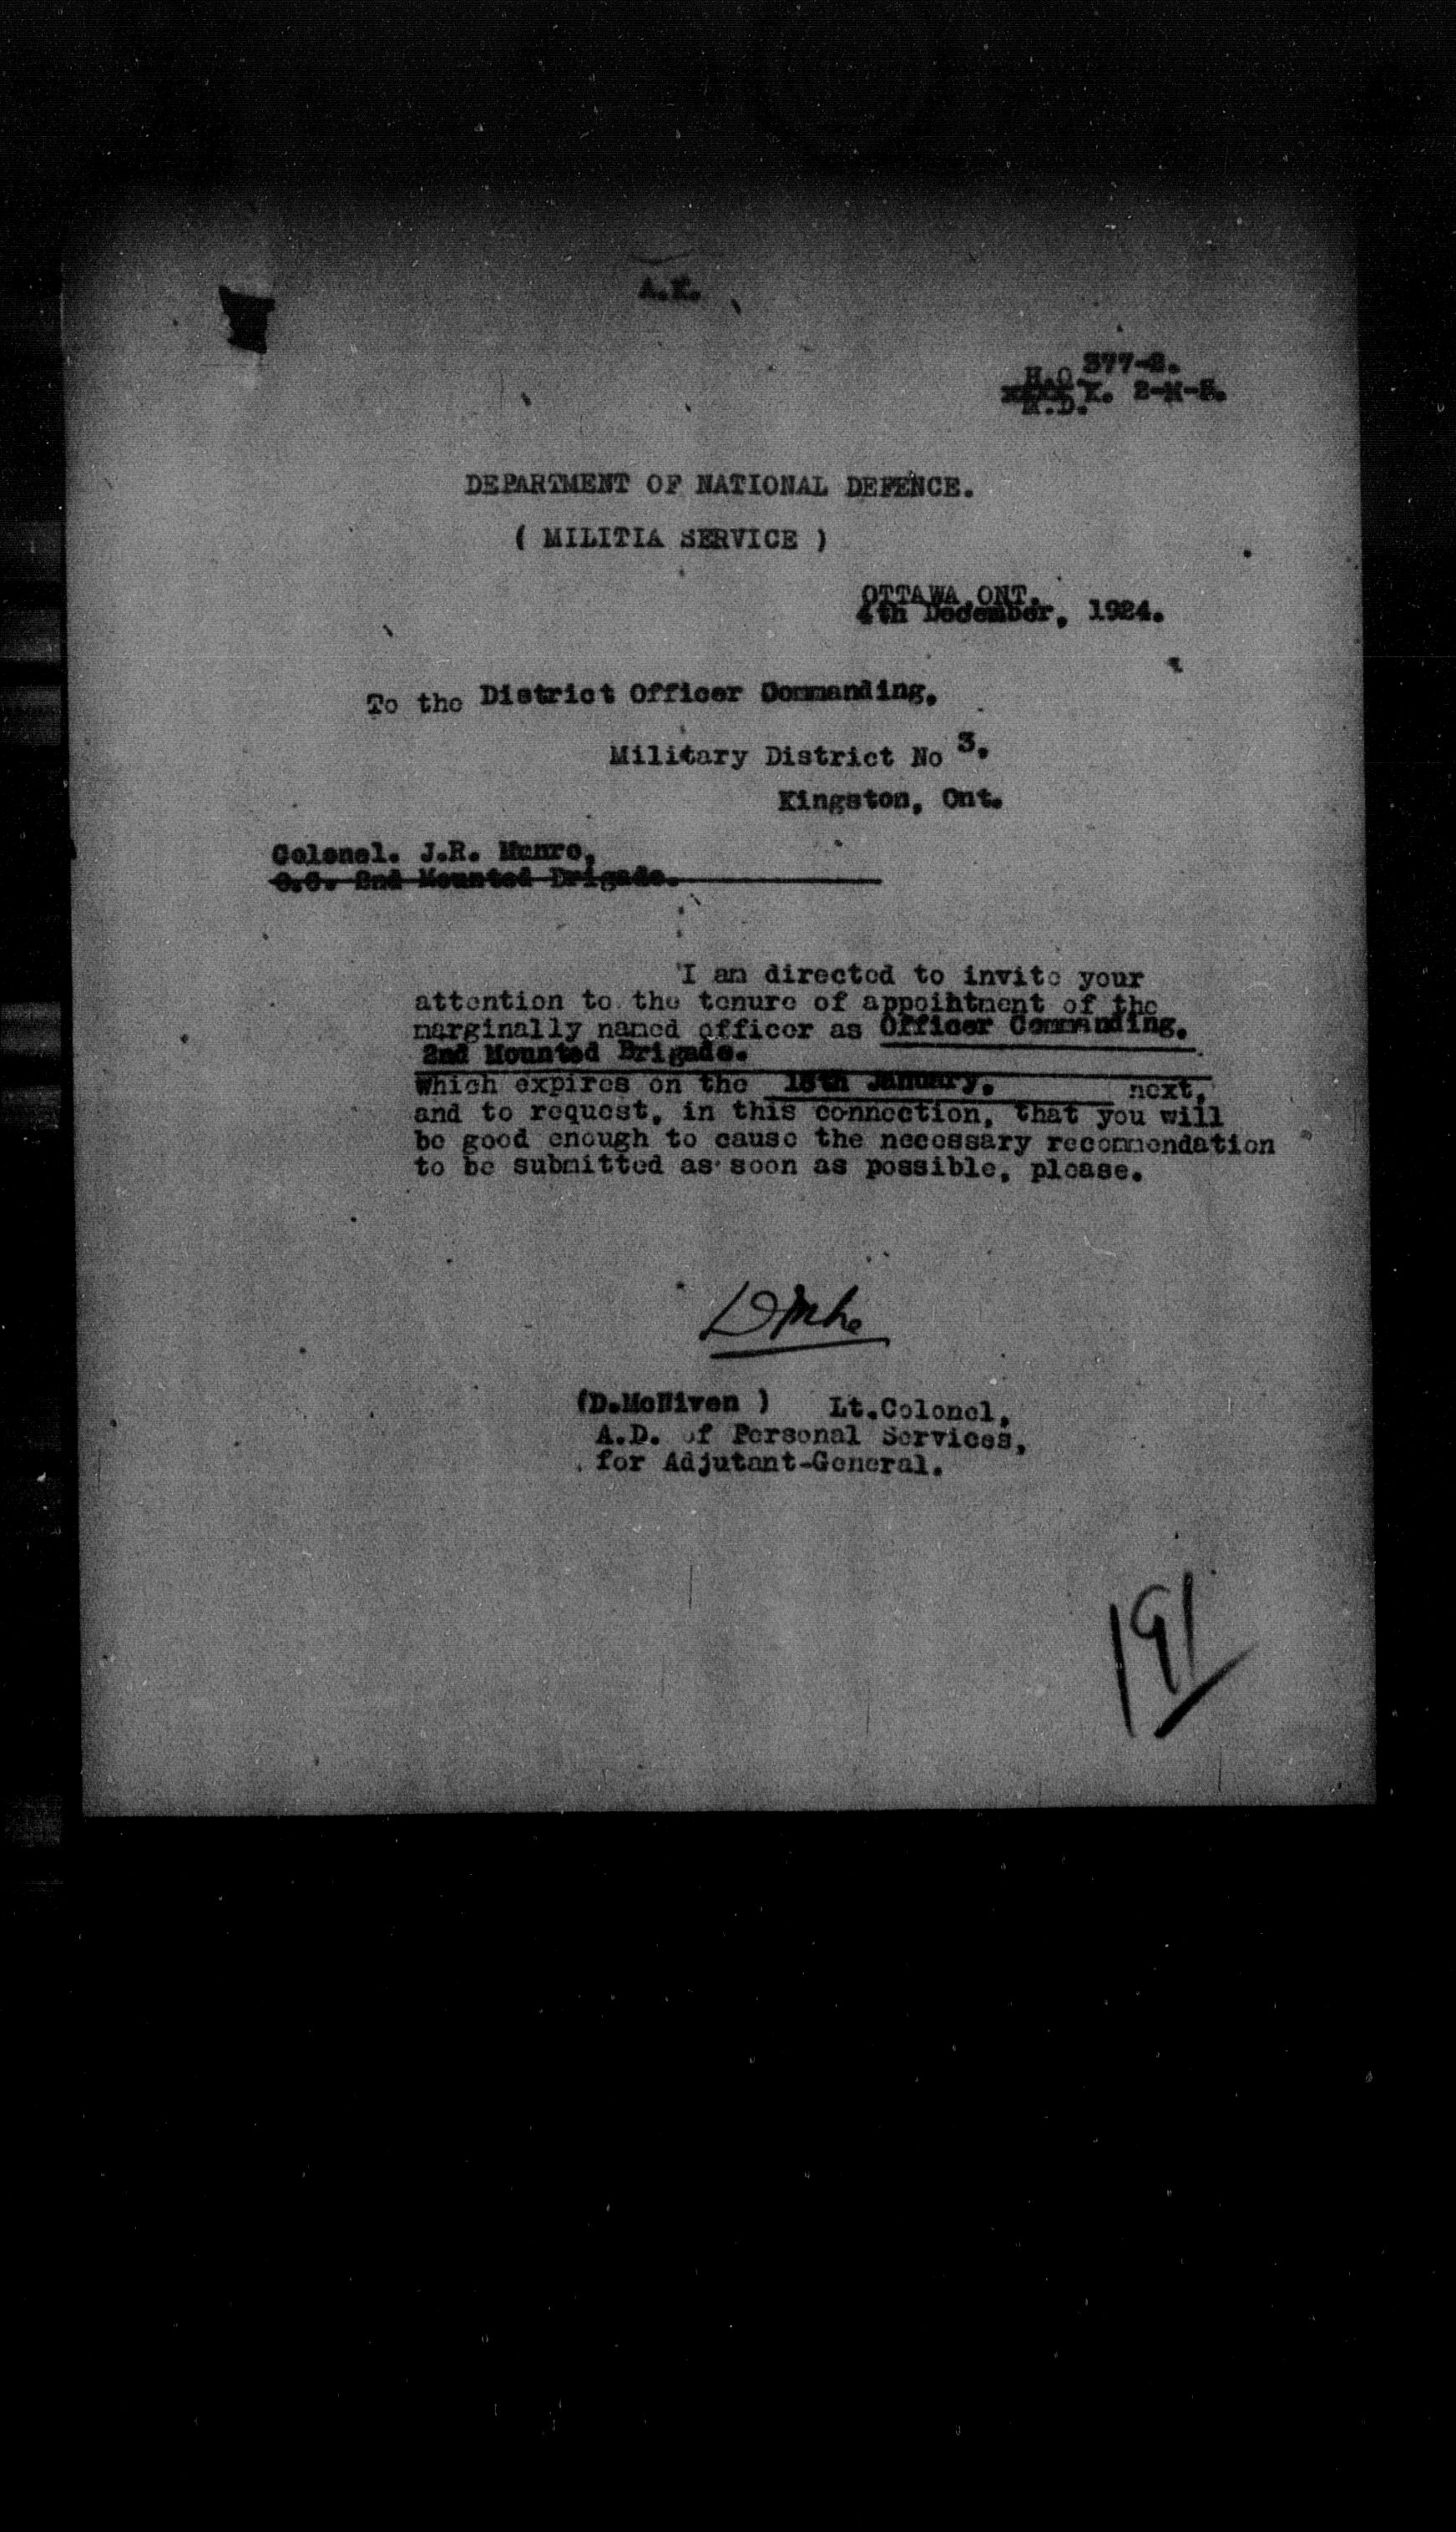 H.Q. 377-2.
M.D. K. 2-M-2.
DEPARTMENT OF NATIONAL DEFENCE.
( MILITIA SERVICE )
OTTAWA, ONT.
4th December, 1924.
To the District Officer Commanding.
Military District No 3.
Kingston, Ont.
Colonel. J.R. Munro,
O.C. 2nd Mounted Brigade.
I am directed to invite your
attention to the tenure of appointment of the
marginally named officer as Officer Commanding.
2nd Mounted Brigade.
which expires on the January. next,
and to request, in this connection, that you will
be good enough to cause the necessary recommendation
to be submitted as soon as possible, please.
(D.McNiven ) Lt.Colonel,
A.D. of Personal Services,
for Adjutant-General.
191